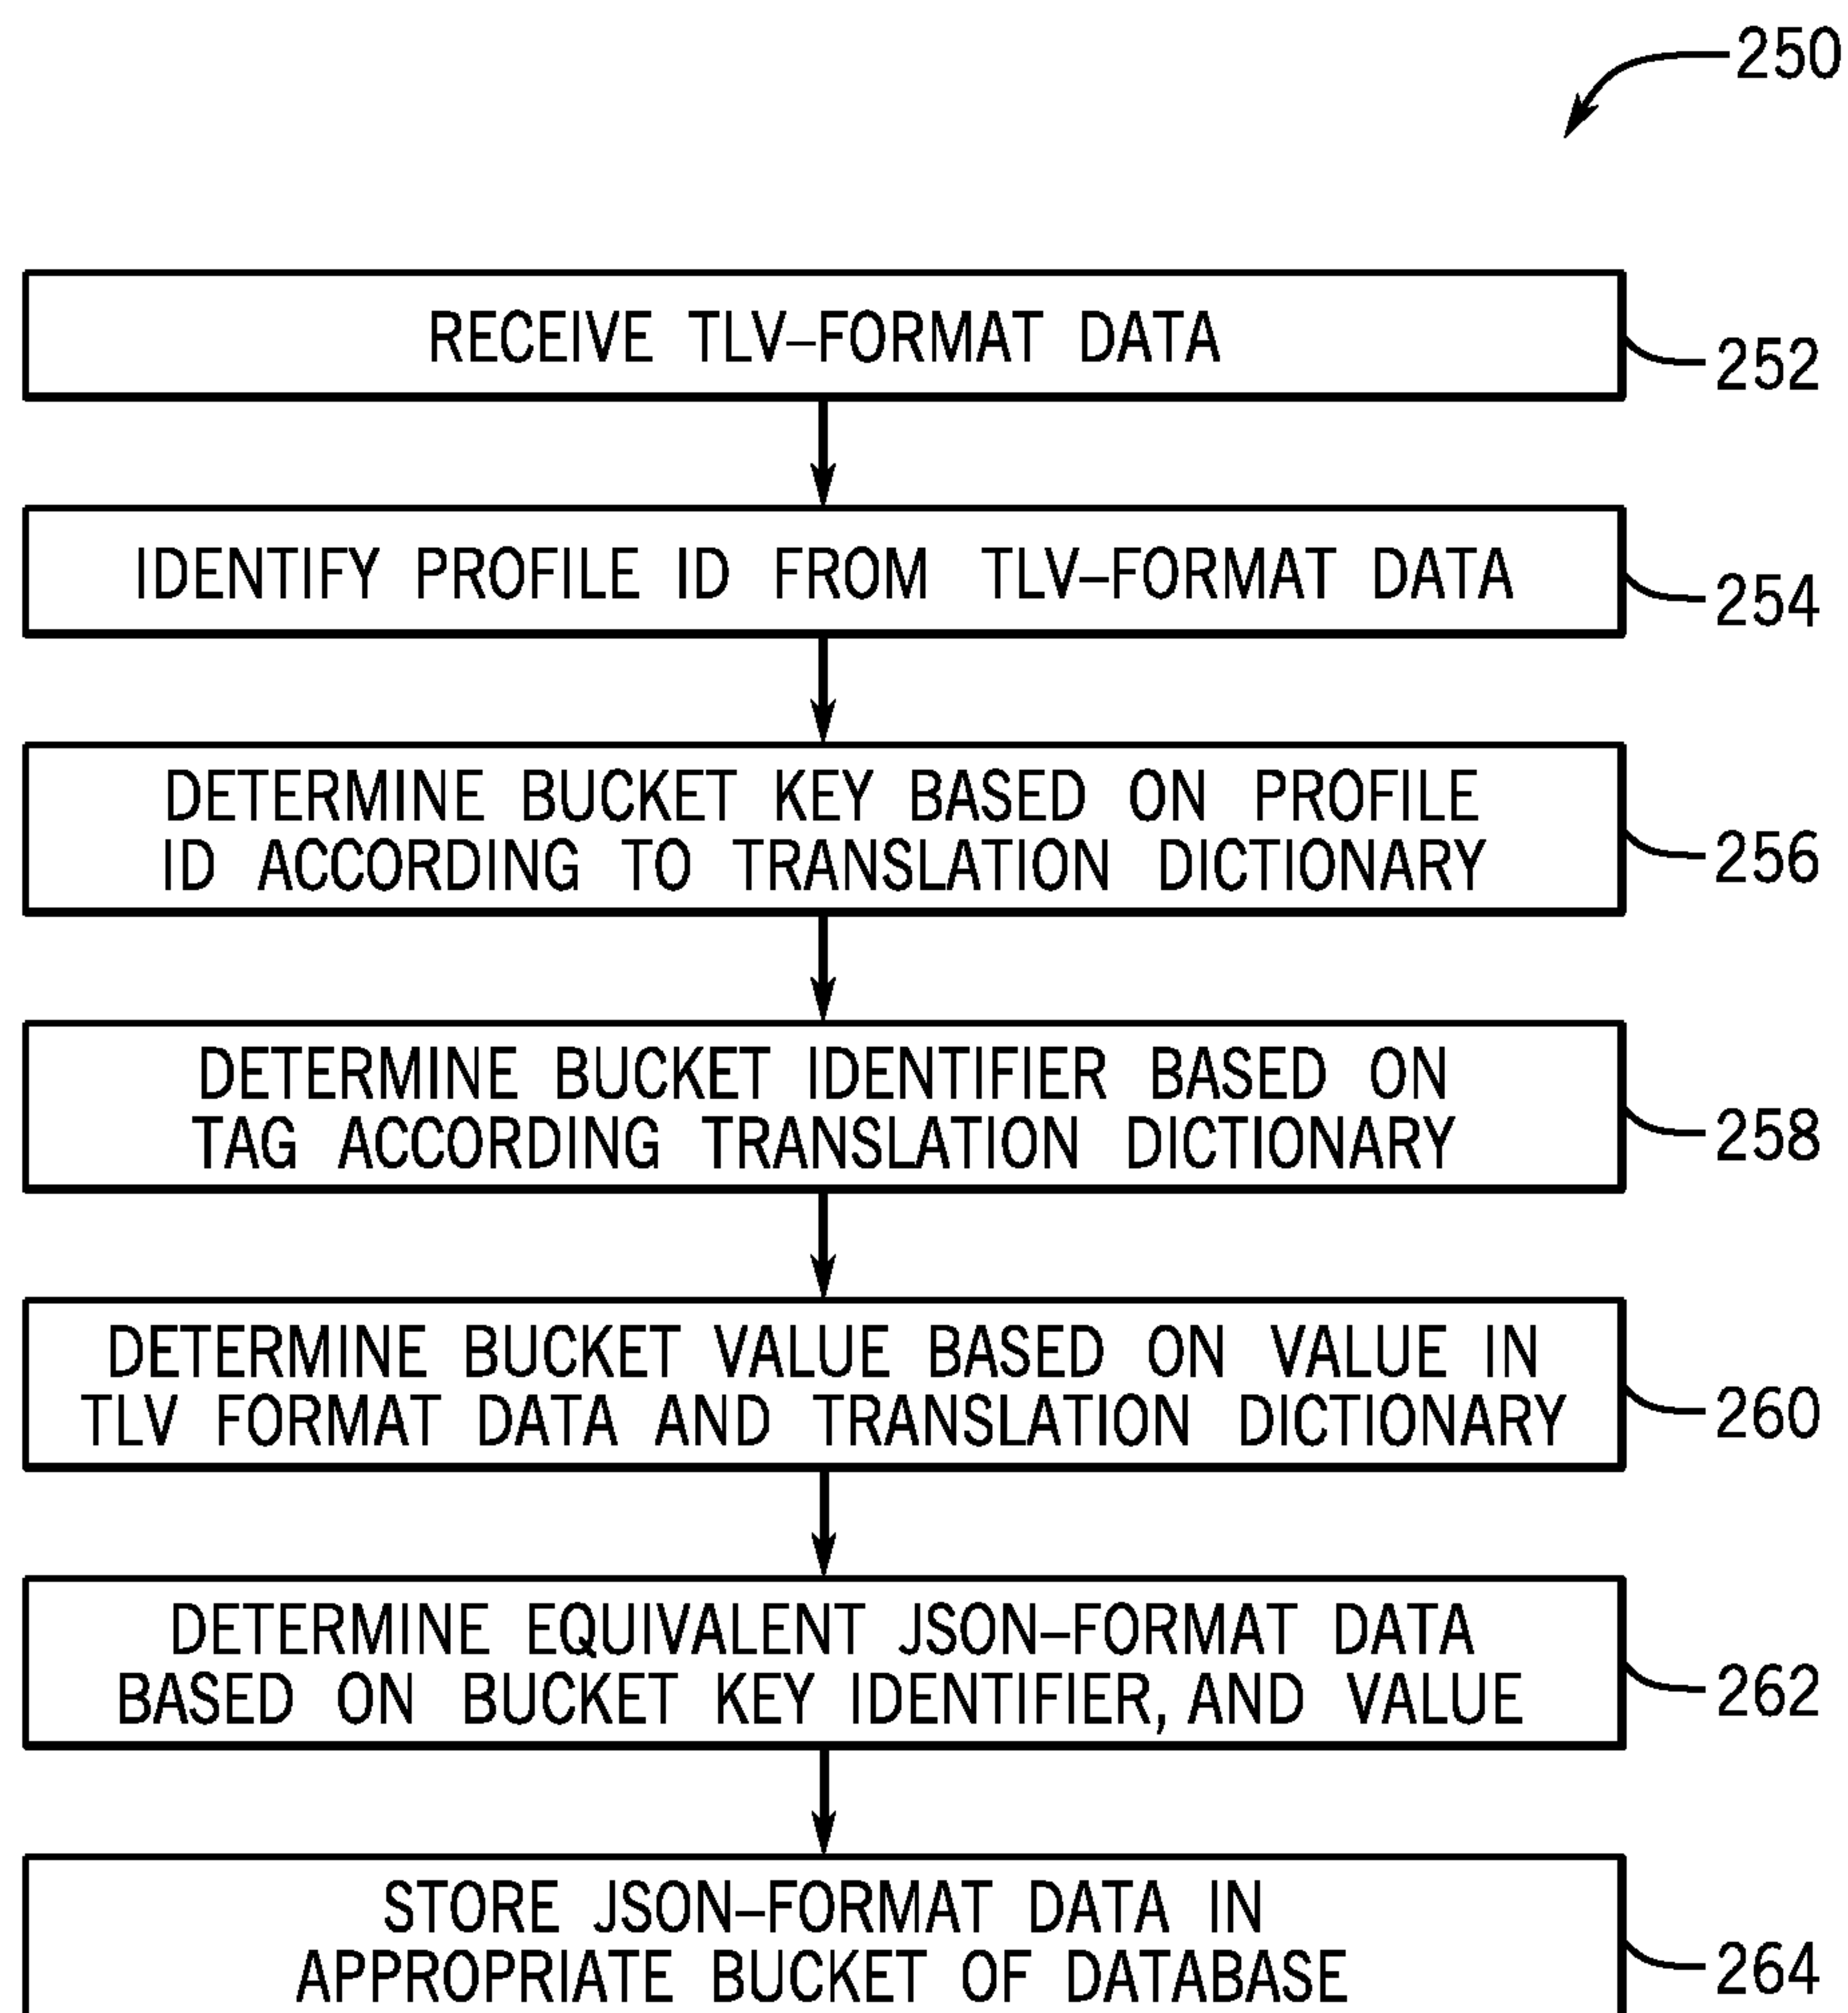 250
RECEIVE TLV–FORMAT DATA
252
IDENTIFY PROFILE ID FROM TLV–FORMAT DATA
254
DETERMINE BUCKET KEY BASED ON PROFILE
ID ACCORDING TO TRANSLATION DICTIONARY
256
DETERMINE BUCKET IDENTIFIER BASED ON
TAG ACCORDING TRANSLATION DICTIONARY
258
DETERMINE BUCKET VALUE BASED ON VALUE IN
TLV FORMAT DATA AND TRANSLATION DICTIONARY
260
DETERMINE EQUIVALENT JSON–FORMAT DATA
BASED ON BUCKET KEY IDENTIFIER, AND VALUE
262
STORE JSON–FORMAT DATA IN
APPROPRIATE BUCKET OF DATABASE
264